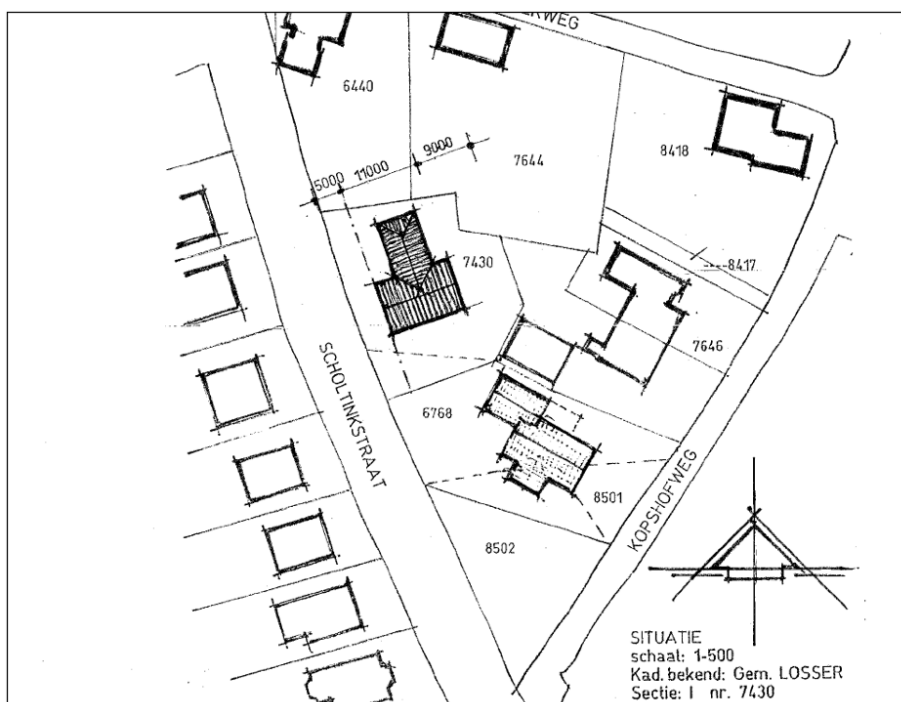 6440
7644
8418
5000 11000 9000
7430
8417
7646
SCHOLTINKSTRAAT
6768
8501
KOPSHOFWEG
8502
SITUATIE
schaal: 1-500
Kad. bekend: Gem. LOSSER
Sectie: I nr. 7430